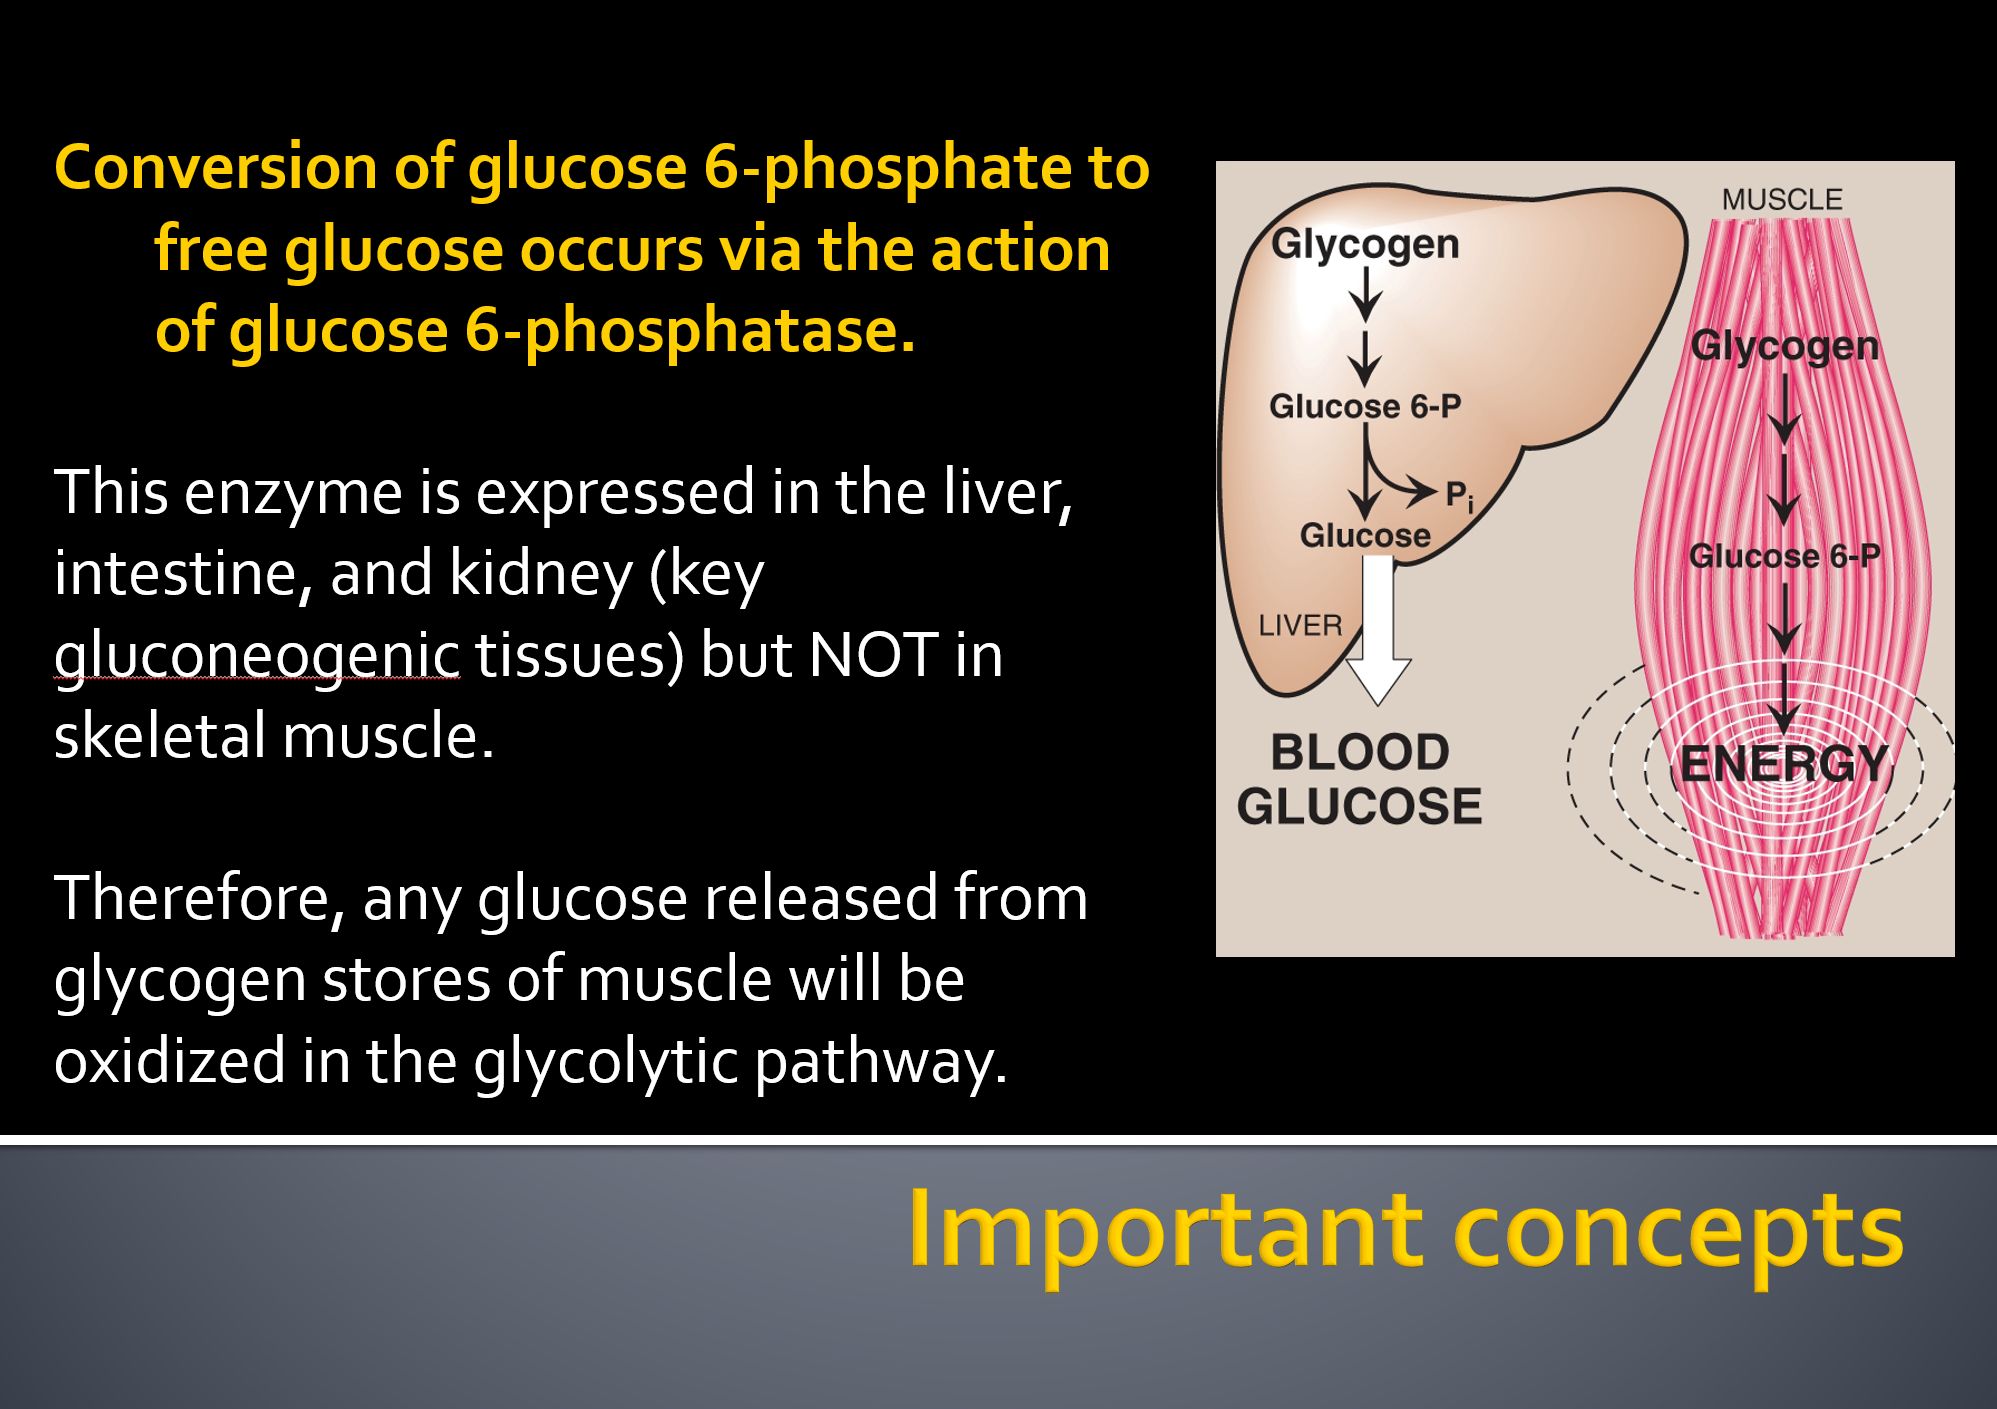 Conversion of glucose 6-phosphate to
free glucose occurs via the action
of glucose 6-phosphatase.
This enzyme is expressed in the liver,
intestine, and kidney (key
gluconeogenic tissues) but NOT in
skeletal muscle.
Therefore, any glucose released from
glycogen stores of muscle will be
oxidized in the glycolytic pathway.
Glycogen
Glucose 6-P
Pi
Glucose
LIVER
BLOOD
GLUCOSE
MUSCLE
Glycogen
Glucose 6-P
ENERGY
Important concepts